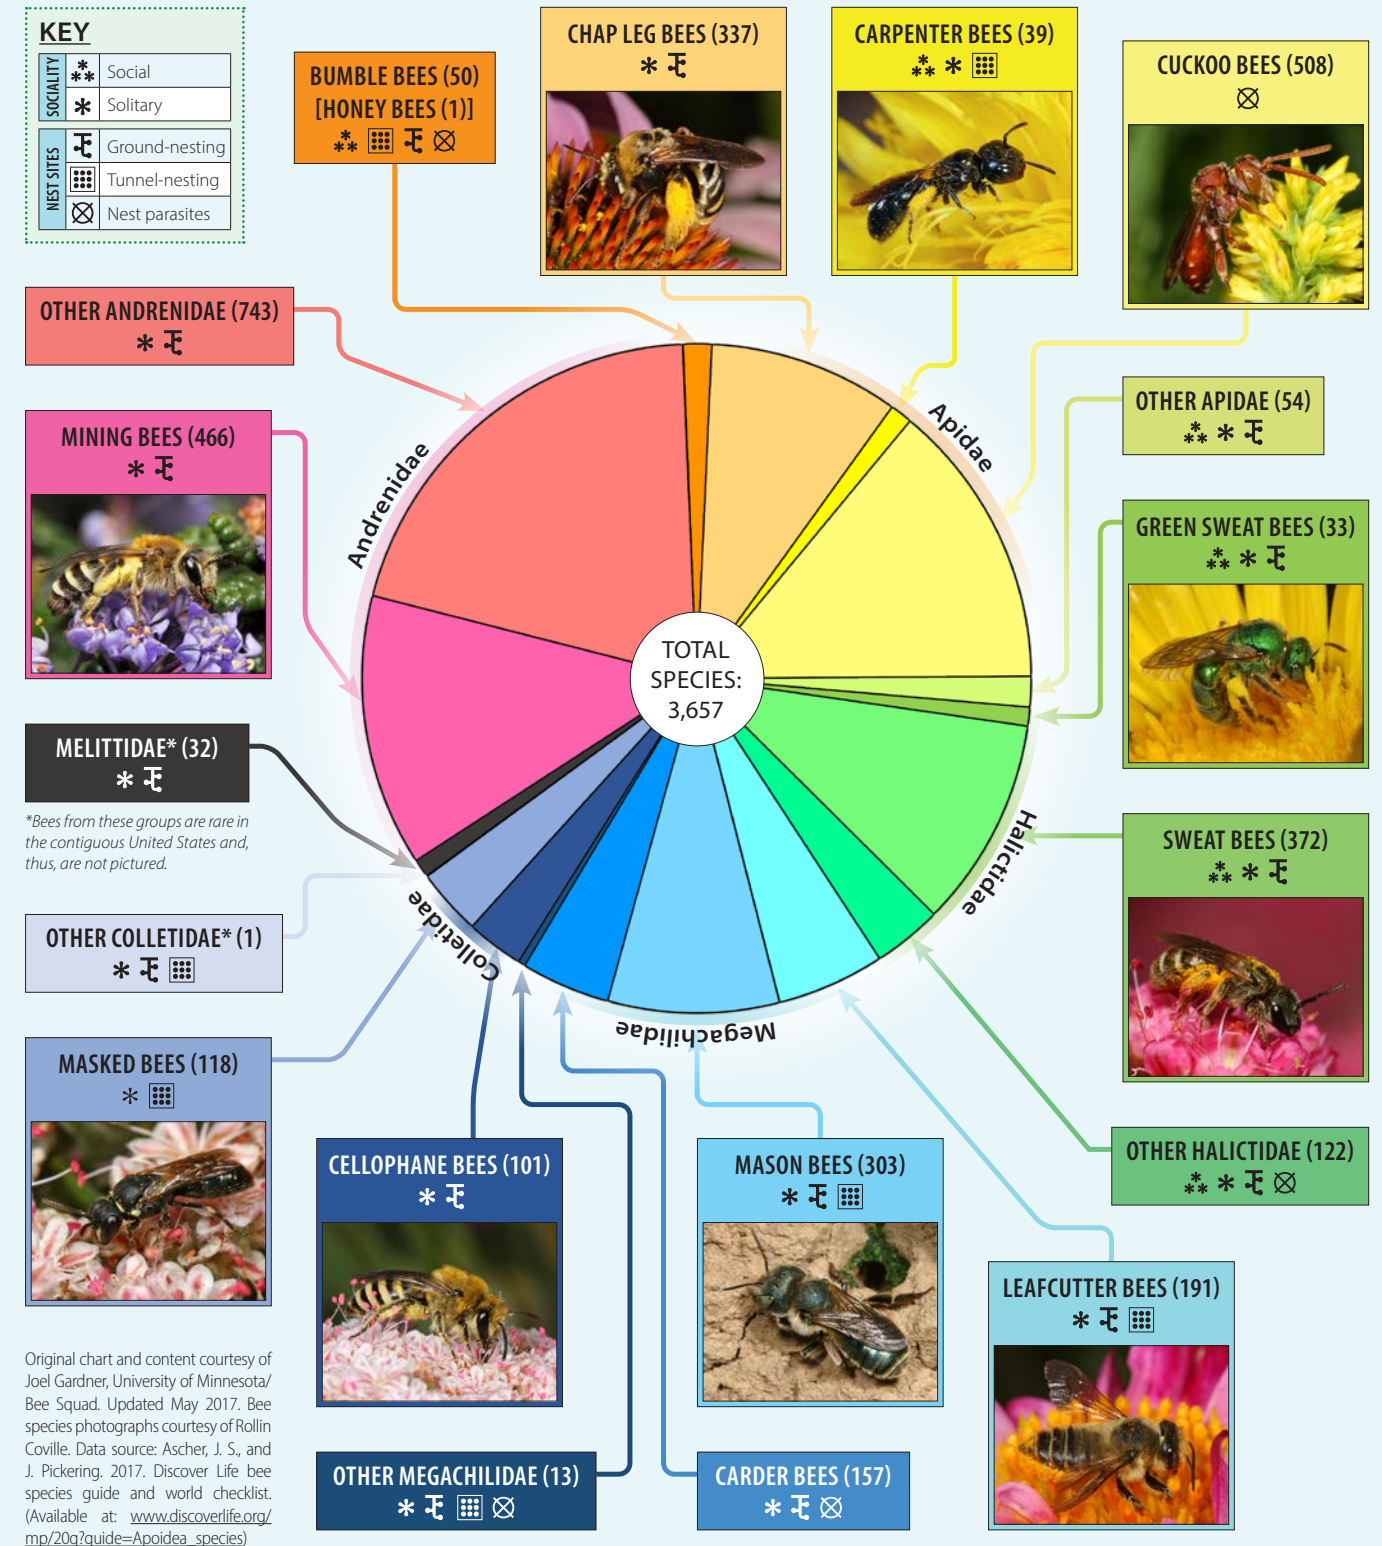 KEY
SOCIALITY
Social
Solitary
NEST SITES
Ground-nesting
Tunnel-nesting
Nest parasites
BUMBLE BEES (50)
[HONEY BEES (1)]
CHAP LEG BEES (337)
CARPENTER BEES (39)
CUCKOO BEES (508)
OTHER ANDRENIDAE (743)
OTHER APIDAE (54)
MINING BEES (466)
GREEN SWEAT BEES (33)
Andrenidae
Apidae
TOTAL
SPECIES:
3,657
MELITTIDAE* (32)
*Bees from these groups are rare in
the contiguous United States and,
thus, are not pictured.
SWEAT BEES (372)
Halictidae
OTHER COLLETIDAE* (1)
Colletidae
Megachilidae
MASKED BEES (118)
CELLOPHANE BEES (101)
MASON BEES (303)
OTHER HALICTIDAE (122)
LEAFCUTTER BEES (191)
OTHER MEGACHILIDAE (13)
CARDER BEES (157)
Original chart and content courtesy of
Joel Gardner, University of Minnesota/
Bee Squad. Updated May 2017. Bee
species photographs courtesy of Rollin
Coville. Data source: Ascher, J. S., and
J. Pickering. 2017. Discover Life bee
species guide and world checklist.
(Available at: www.discoverlife.org/
mp/20q?guide=Apoidea_species)